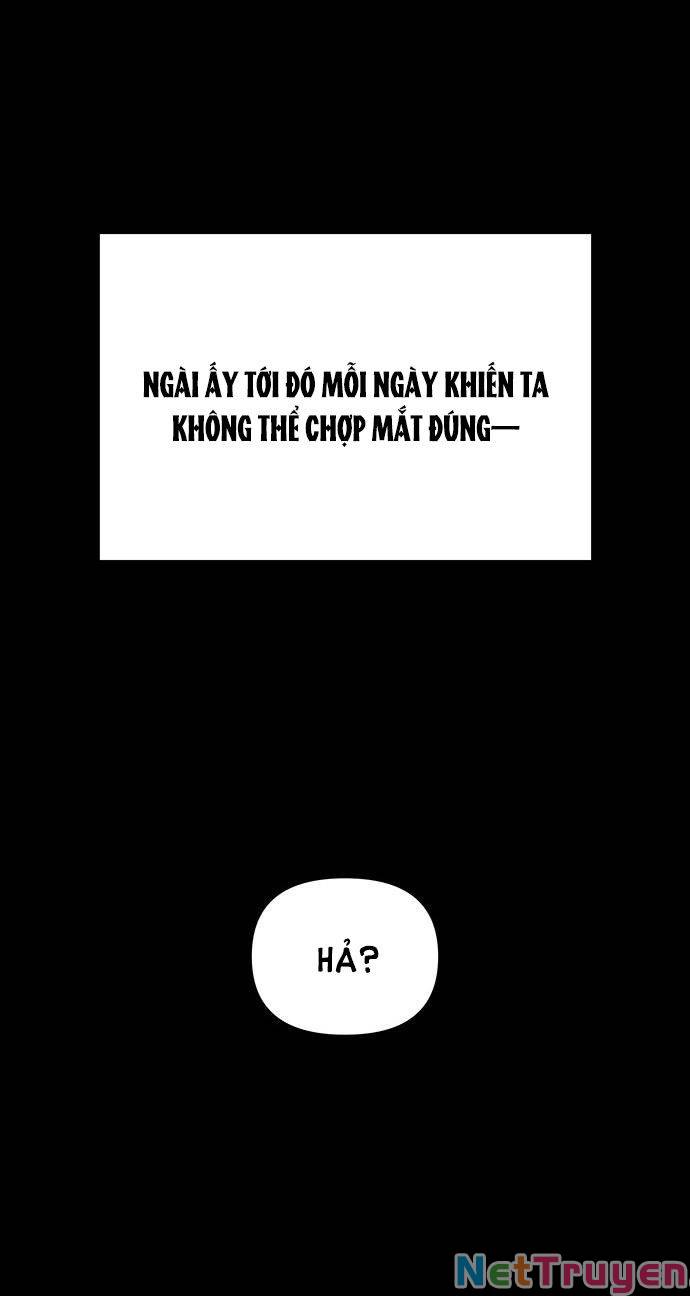 NGÀI ẤY TỚI ĐÓ MỖI NGÀY KHIẾN TA
KHÔNG THỂ CHỢP MẮT ĐÚNG—
HẢ?
NetTruyen